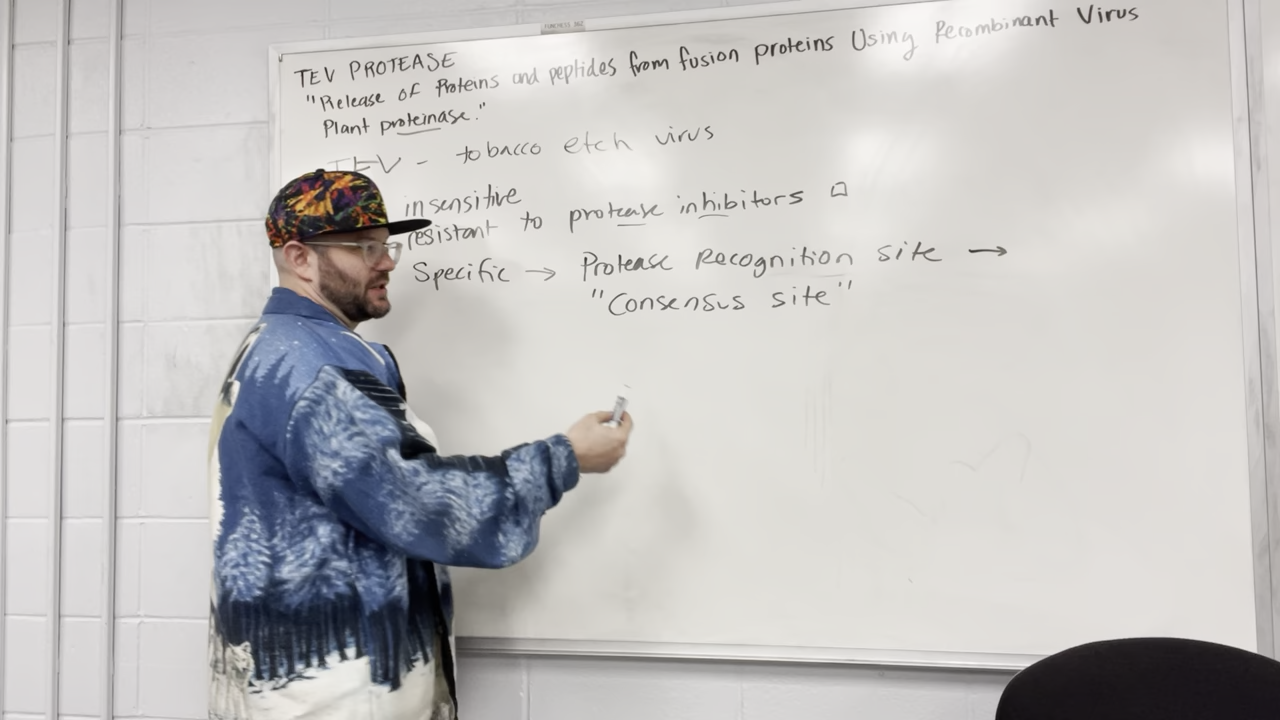 TEV PROTEASE
"Release of Proteins and peptides from fusion proteins Using Recombinant Virus
Plant proteinase."
TEV - tobacco etch virus
insensitive
resistant to protease inhibitors
Specific → Protease Recognition site →
"Consensus site"